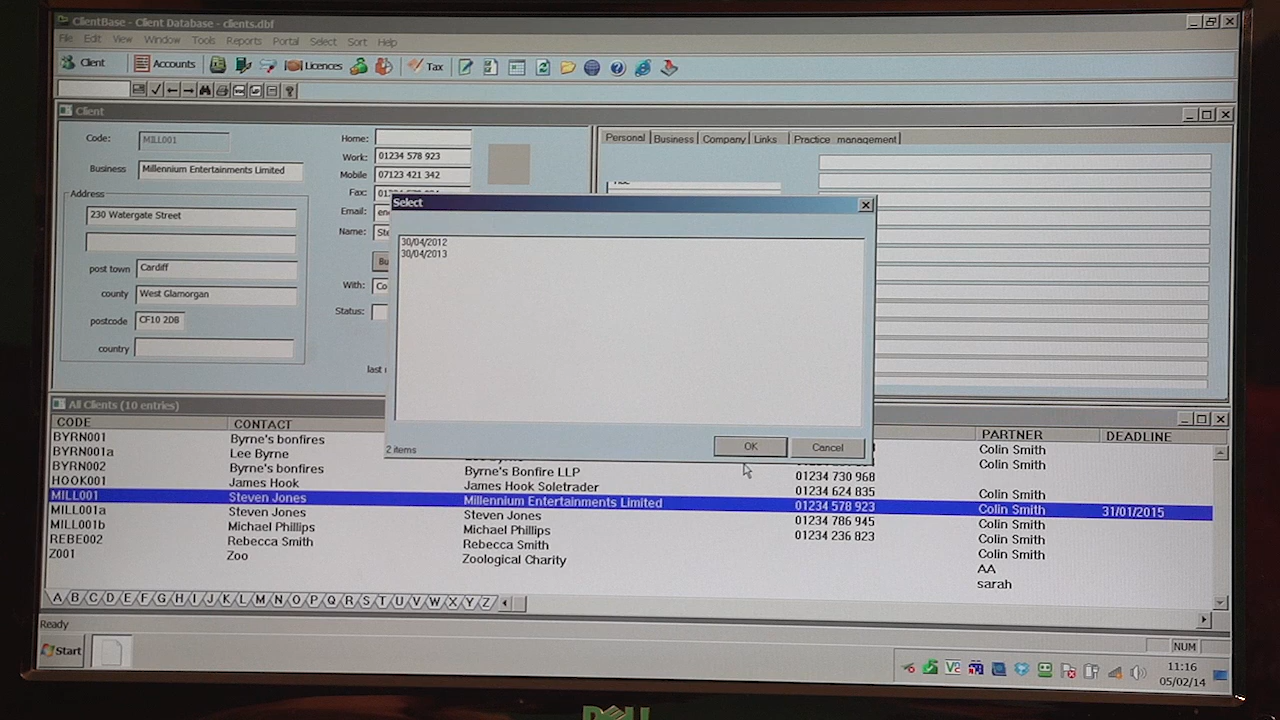 ClientBase - Client Database - clients.dbf
File Edit View Window Tools Reports Portal Select Sort Help
Client Accounts Licences Tax
Client
Code: MILL001
Business Millennium Entertainments Limited
Address
230 Watergate Street
post town Cardiff
county West Glamorgan
postcode CF10 2DB
country
Home:
Work: 01234 578 923
Mobile 07123 421 342
Fax:
Email:
Name:
With:
Status:
Personal Business Company Links Practice management
Select
30/04/2012
30/04/2013
2 items
OK Cancel
All Clients (10 entries)
CODE CONTACT PARTNER DEADLINE
BYRN001 Byrne's bonfires Colin Smith
BYRN001a Lee Byrne Colin Smith
BYRN002 Byrne's bonfires Byrne's Bonfire LLP 01234 730 968
HOOK001 James Hook James Hook Soletrader 01234 624 835 Colin Smith
MILL001 Steven Jones Millennium Entertainments Limited 01234 578 923 Colin Smith 31/01/2015
MILL001a Steven Jones Steven Jones 01234 786 945 Colin Smith
MILL001b Michael Phillips Michael Phillips 01234 236 823 Colin Smith
REBE002 Rebecca Smith Rebecca Smith Colin Smith
Z001 Zoo Zoological Charity AA
sarah
A B C D E F G H I J K L M N O P Q R S T U V W X Y Z
Ready
NUM
Start
11:16
05/02/14
DELL